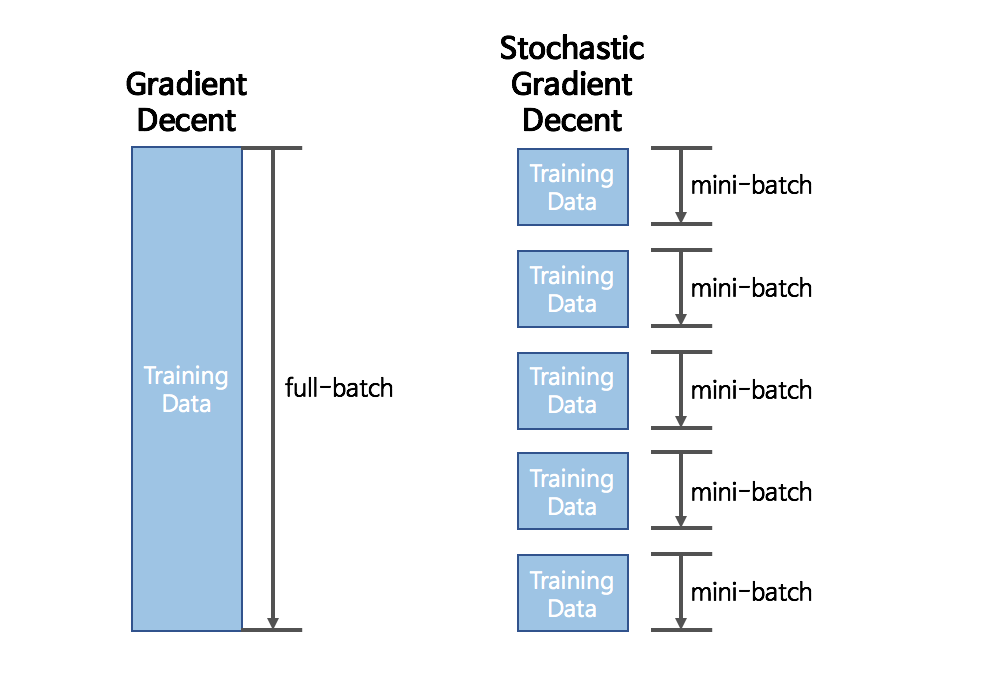 Gradient
Decent
Training
Data
full-batch
Stochastic
Gradient
Decent
Training
Data
mini-batch
Training
Data
mini-batch
Training
Data
mini-batch
Training
Data
mini-batch
Training
Data
mini-batch